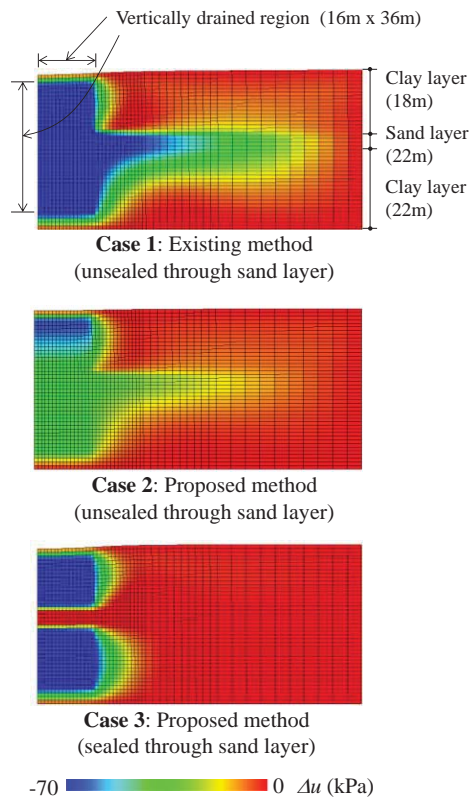 Vertically drained region (16m x 36m)
Clay layer
(18m)
Sand layer
(22m)
Clay layer
(22m)
Case 1: Existing method
(unsealed through sand layer)
Case 2: Proposed method
(unsealed through sand layer)
Case 3: Proposed method
(sealed through sand layer)
-70 0 Δu (kPa)